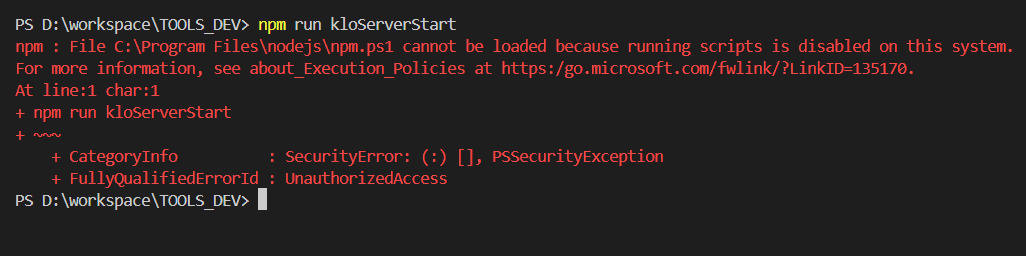 PS D:\workspace\TOOLS_DEV> npm run kloServerStart
npm : File C:\Program Files\nodejs\npm.ps1 cannot be loaded because running scripts is disabled on this system.
For more information, see about_Execution_Policies at https:/go.microsoft.com/fwlink/?LinkID=135170.
At line:1 char:1
+ npm run kloServerStart
+ ~~~
    + CategoryInfo          : SecurityError: (:) [], PSSecurityException
    + FullyQualifiedErrorId : UnauthorizedAccess
PS D:\workspace\TOOLS_DEV>